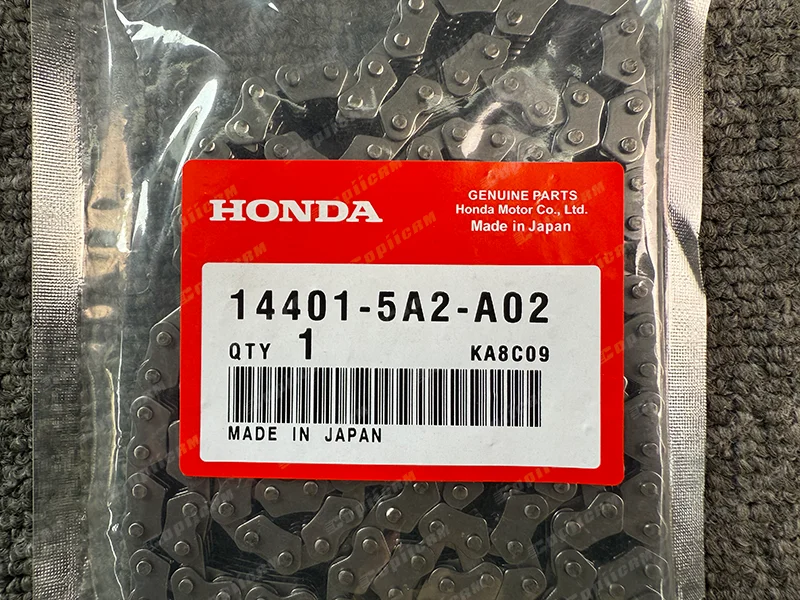 HONDA
GENUINE PARTS
Honda Motor Co., Ltd.
Made in Japan
14401-5A2-A02
QTY 1
KA8C09
MADE IN JAPAN
Copiicam